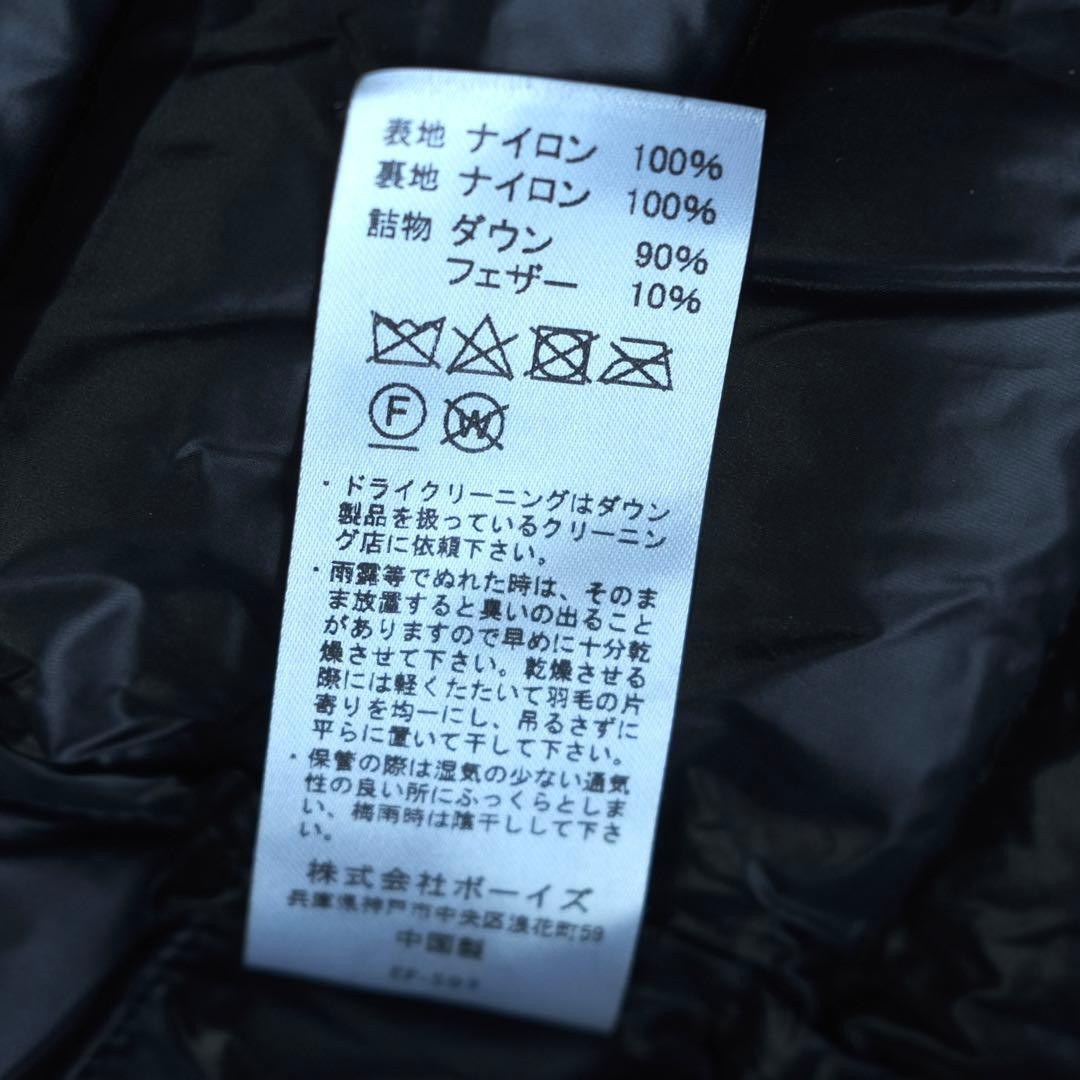 表地 ナイロン 100%
裏地 ナイロン 100%
詰物 ダウン 90%
フェザー 10%
F
W
・ドライクリーニングはダウン
製品を扱っているクリーニン
グ店に依頼下さい。
・雨露等でぬれた時は、そのま
ま放置すると臭いの出ること
がありますので早めに十分乾
燥させて下さい。乾燥させる
際には軽くたたいて羽毛の片
寄りを均一にし、吊るさずに
平らに置いて干して下さい。
・保管の際は湿気の少ない通気
性の良い所にふっくらとしま
い、梅雨時は陰干しして下さ
い。
株式会社ボーイズ
兵庫県神戸市中央区浪花町59
中国製